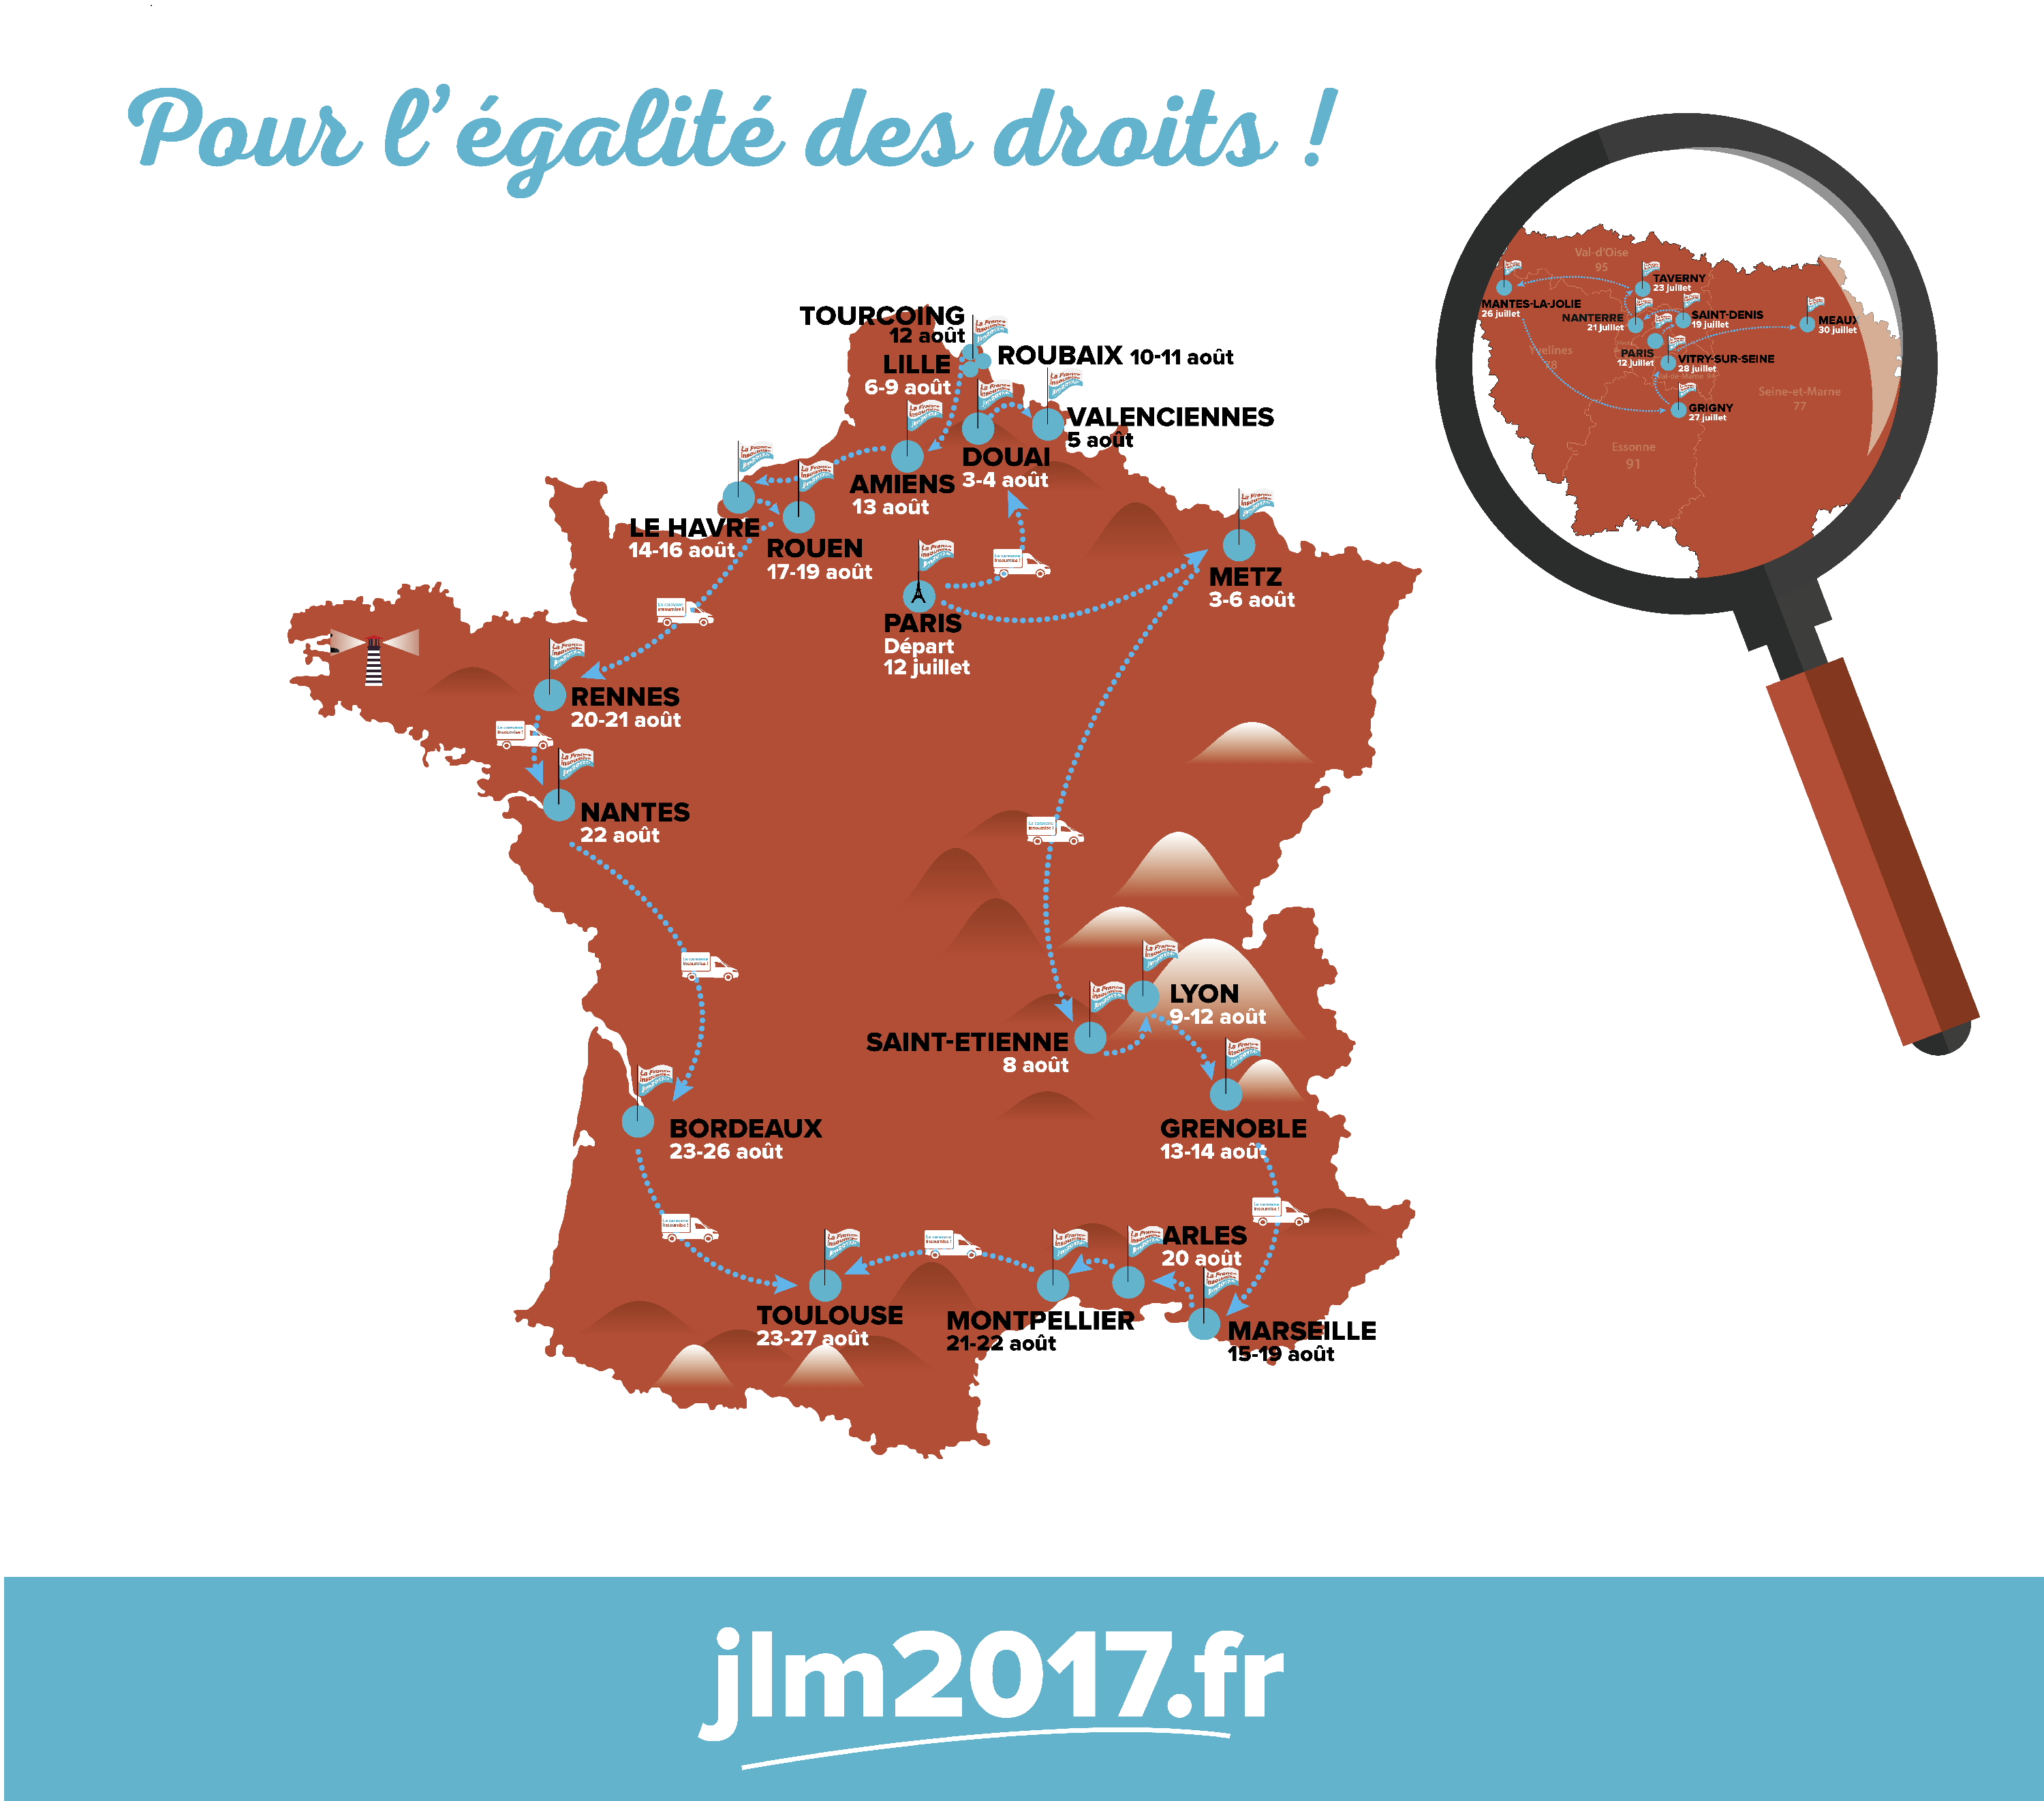 Pour l'égalité des droits !
Val-d'Oise
95
TAVERNY
23 juillet
MANTES-LA-JOLIE
26 juillet
NANTERRE
21 juillet
SAINT-DENIS
19 juillet
MEAUX
30 juillet
Yvelines
78
PARIS
12 juillet
VITRY-SUR-SEINE
28 juillet
Val-de-Marne
Seine-et-Marne
77
GRIGNY
27 juillet
Essonne
91
TOURCOING
12 août
ROUBAIX 10-11 août
LILLE
6-9 août
VALENCIENNES
5 août
DOUAI
3-4 août
AMIENS
13 août
LE HAVRE
14-16 août
ROUEN
17-19 août
METZ
3-6 août
PARIS
Départ
12 juillet
RENNES
20-21 août
NANTES
22 août
LYON
9-12 août
SAINT-ETIENNE
8 août
GRENOBLE
13-14 août
BORDEAUX
23-26 août
ARLES
20 août
TOULOUSE
23-27 août
MONTPELLIER
21-22 août
MARSEILLE
15-19 août
La France
insoumise
La caravane
insoumise !
jlm2017.fr